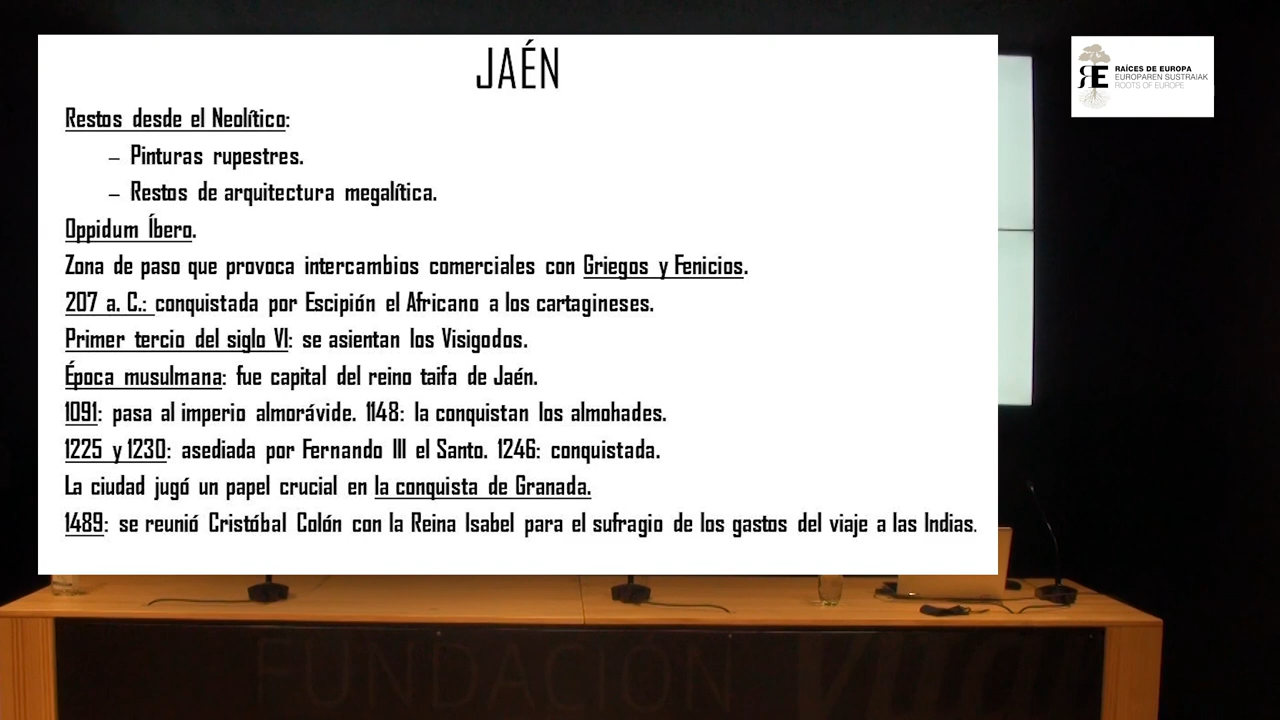 JAÉN
Restos desde el Neolítico:
– Pinturas rupestres.
– Restos de arquitectura megalítica.
Oppidum Íbero.
Zona de paso que provoca intercambios comerciales con Griegos y Fenicios.
207 a. C.: conquistada por Escipión el Africano a los cartagineses.
Primer tercio del siglo VI: se asientan los Visigodos.
Época musulmana: fue capital del reino taifa de Jaén.
1091: pasa al imperio almorávide. 1148: la conquistan los almohades.
1225 y 1230: asediada por Fernando III el Santo. 1246: conquistada.
La ciudad jugó un papel crucial en la conquista de Granada.
1489: se reunió Cristóbal Colón con la Reina Isabel para el sufragio de los gastos del viaje a las Indias.
RE
RAÍCES DE EUROPA
EUROPAREN SUSTRAIAK
ROOTS OF EUROPE
FUNDACION